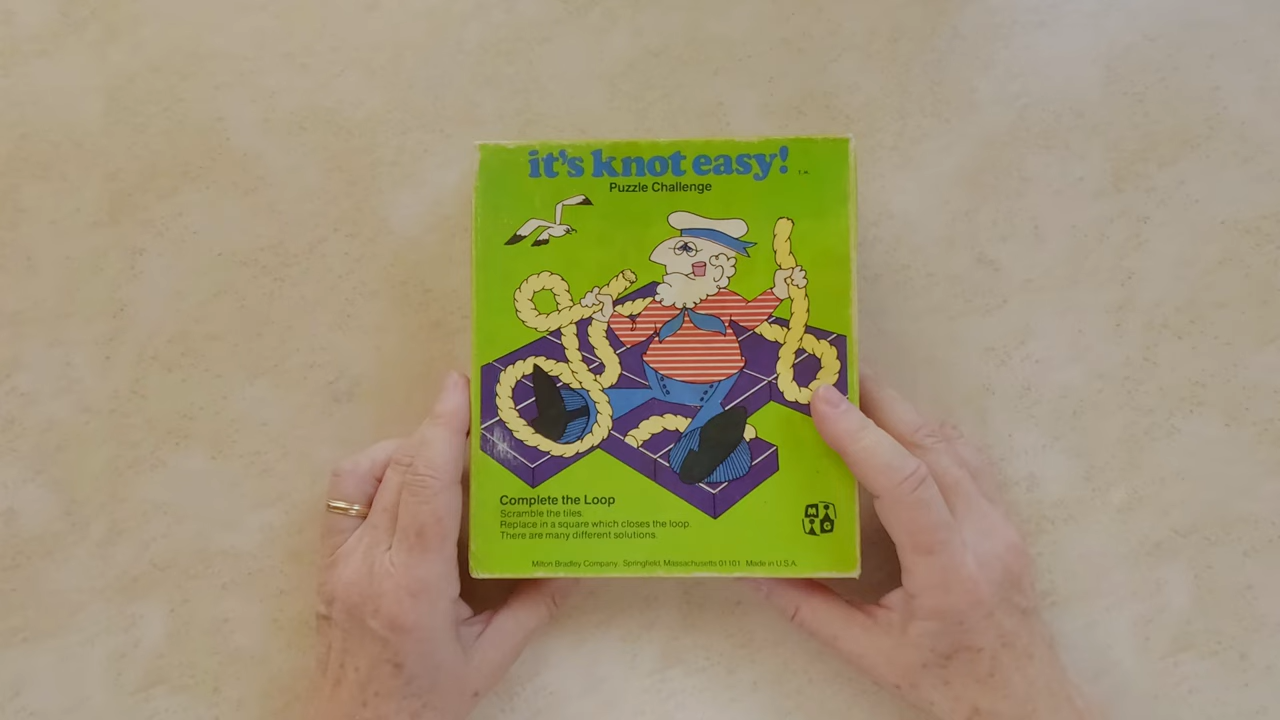 it's knot easy!
T.M.
Puzzle Challenge
Complete the Loop
Scramble the tiles.
Replace in a square which closes the loop.
There are many different solutions.
M
G
Milton Bradley Company. Springfield, Massachusetts 01101. Made in U.S.A.